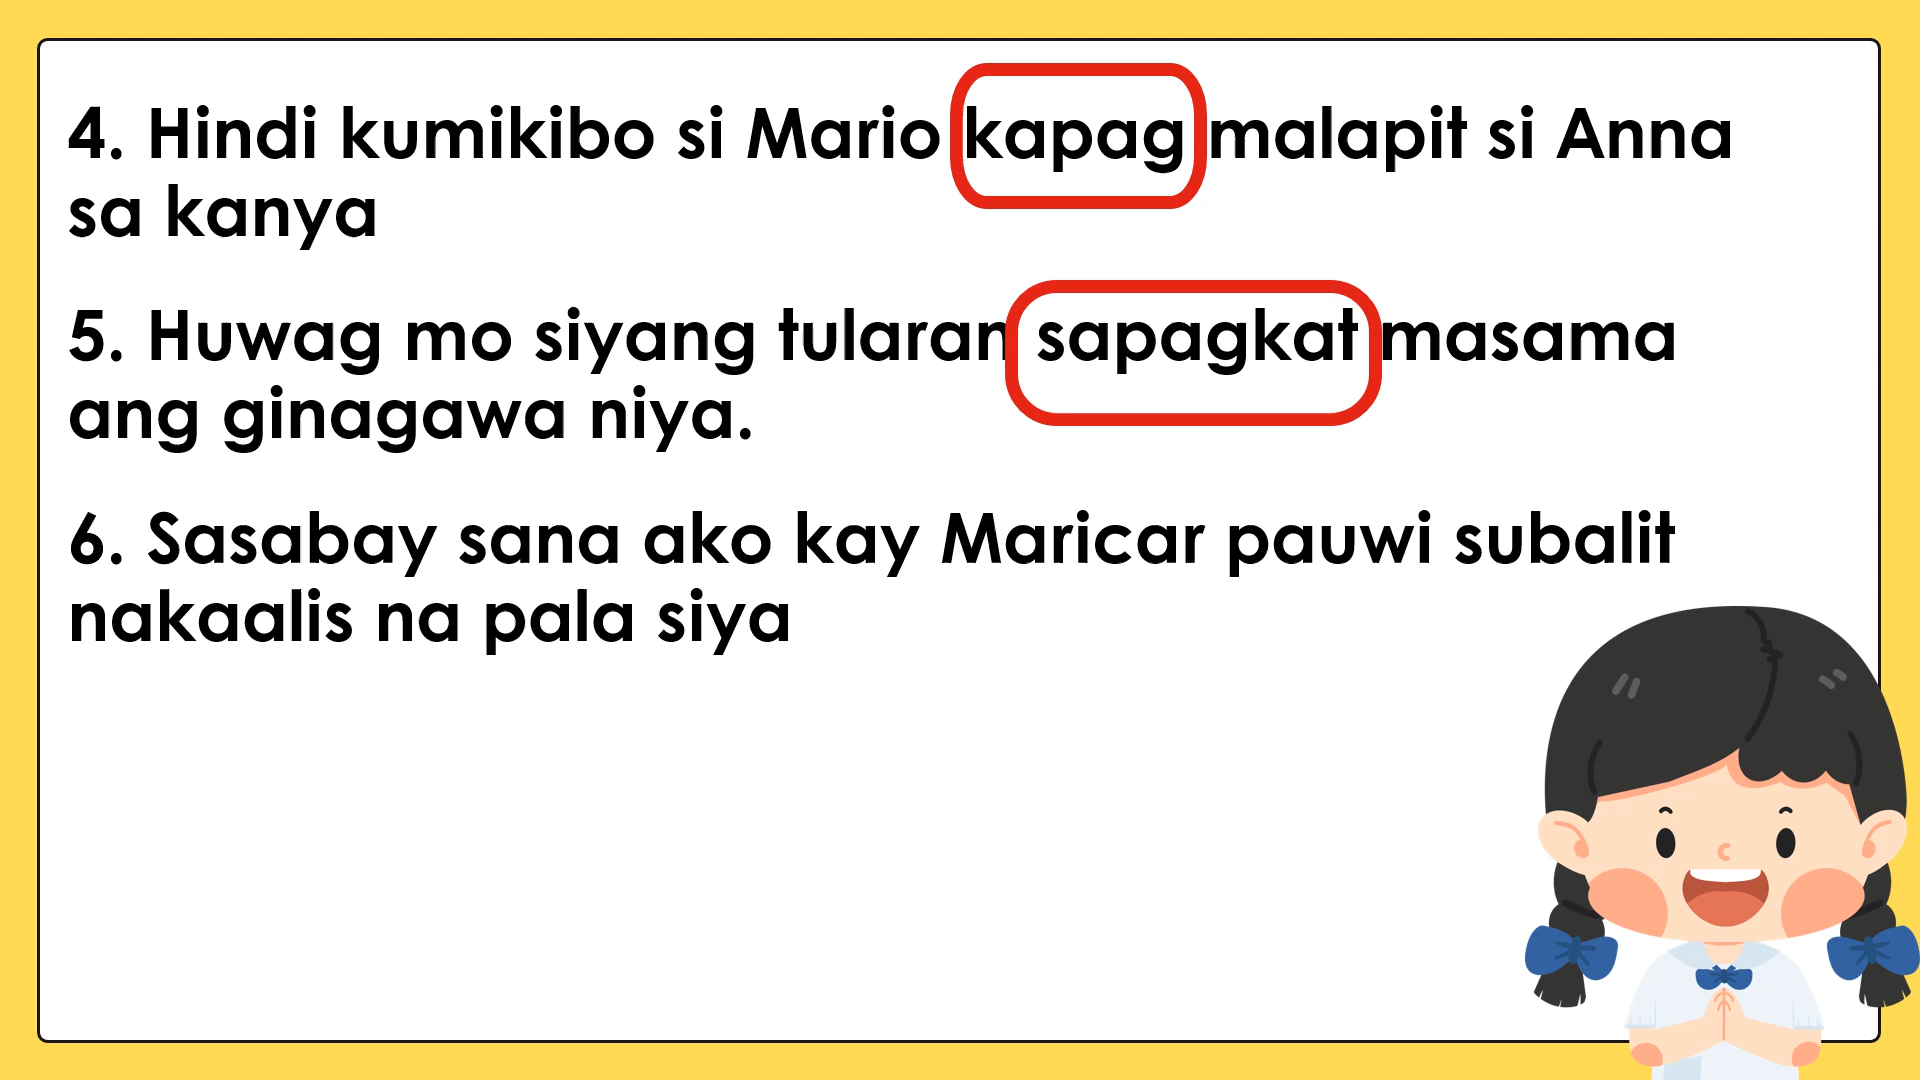 4. Hindi kumikibo si Mario kapag malapit si Anna
sa kanya
5. Huwag mo siyang tularan sapagkat masama
ang ginagawa niya.
6. Sasabay sana ako kay Maricar pauwi subalit
nakaalis na pala siya